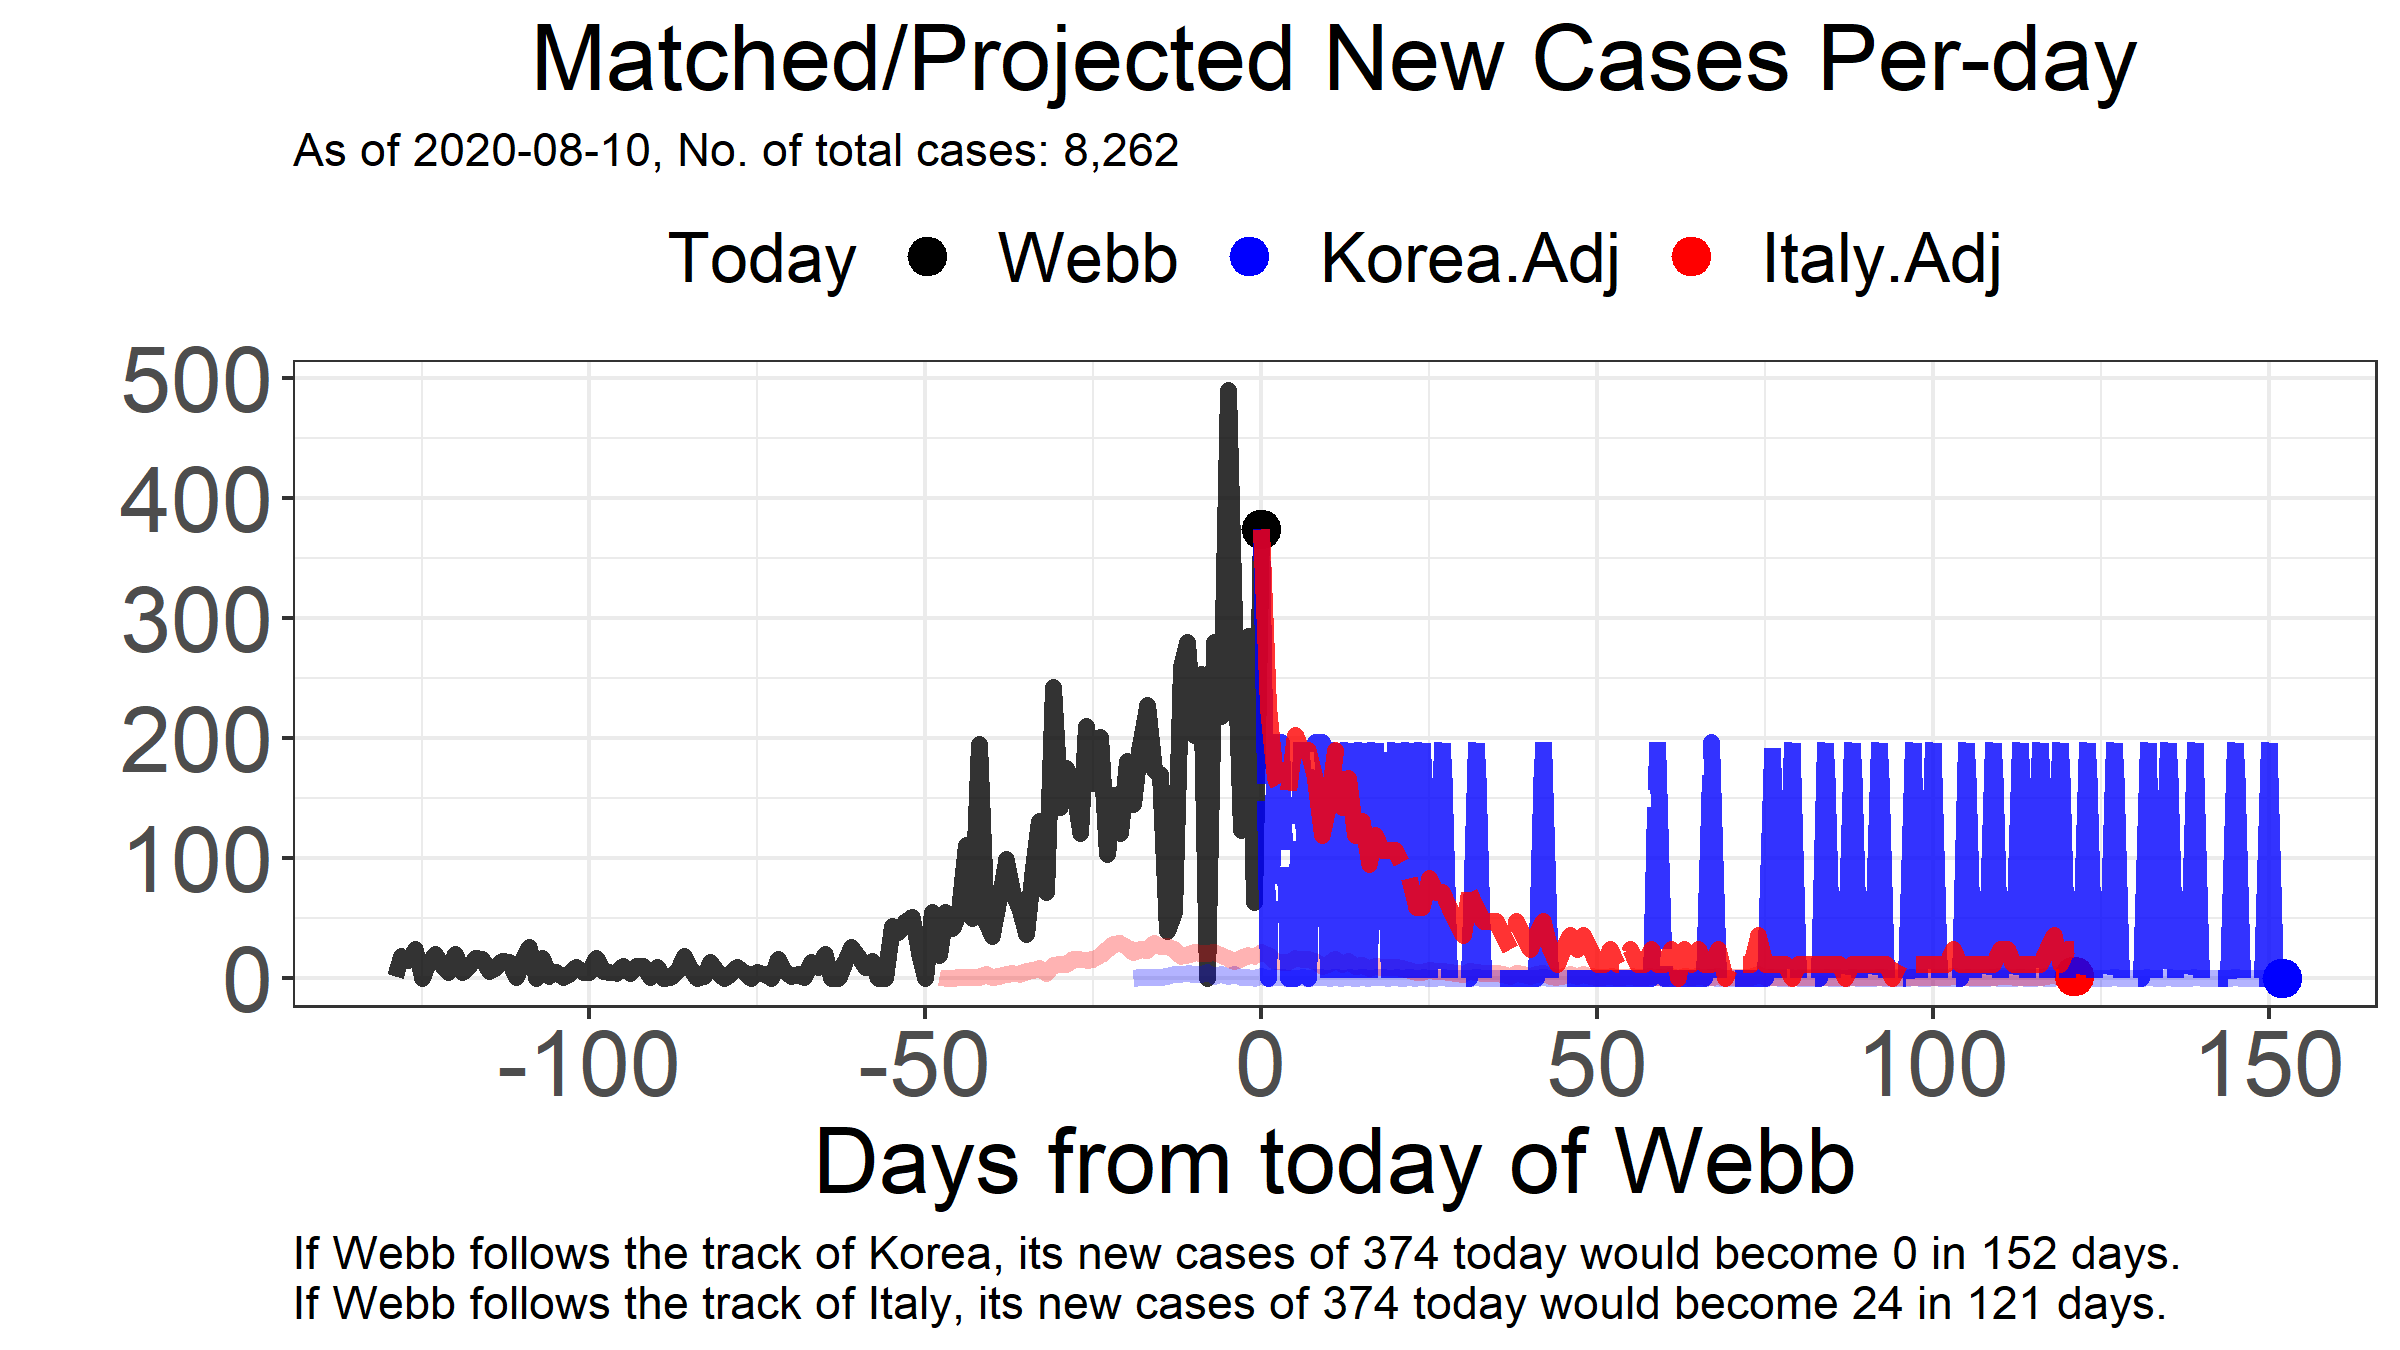 Matched/Projected New Cases Per-day
As of 2020-08-10, No. of total cases: 8,262
Today Webb Korea.Adj Italy.Adj
500
400
300
200
100
0
-100 -50 0 50 100 150
Days from today of Webb
If Webb follows the track of Korea, its new cases of 374 today would become 0 in 152 days.
If Webb follows the track of Italy, its new cases of 374 today would become 24 in 121 days.